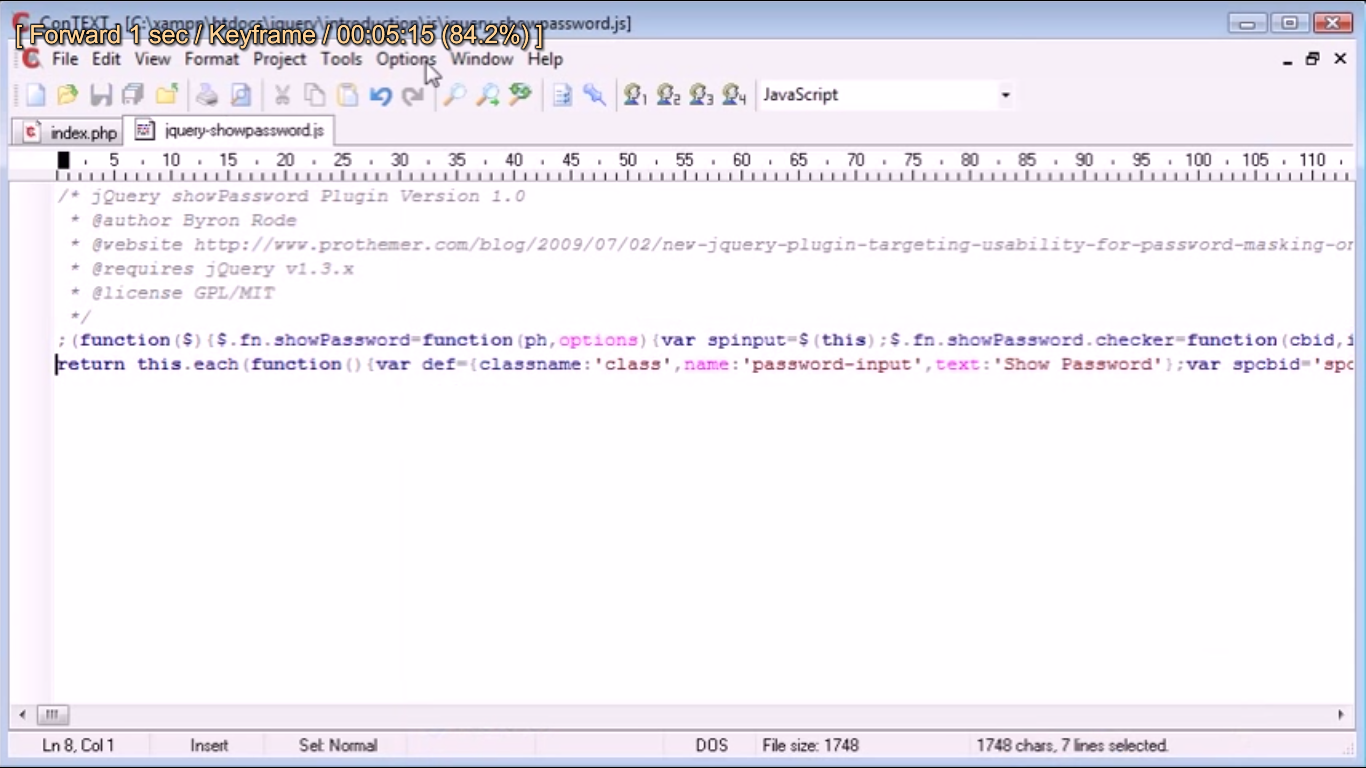 ConTEXT - [C:\xampp\htdocs\jquery\introduction\js\jquery-showpassword.js]
[ Forward 1 sec / Keyframe / 00:05:15 (84.2%) ]
File Edit View Format Project Tools Options Window Help
1 2 3 4 JavaScript
index.php jquery-showpassword.js
5 10 15 20 25 30 35 40 45 50 55 60 65 70 75 80 85 90 95 100 105 110
/* jQuery showPassword Plugin Version 1.0
* @author Byron Rode
* @website http://www.prothemer.com/blog/2009/07/02/new-jquery-plugin-targeting-usability-for-password-masking-on
* @requires jQuery v1.3.x
* @license GPL/MIT
*/
;(function($){$.fn.showPassword=function(ph,options){var spinput=$(this);$.fn.showPassword.checker=function(cbid,i
return this.each(function(){var def={classname:'class',name:'password-input',text:'Show Password'};var spcbid='spc
Ln 8, Col 1 Insert Sel: Normal DOS File size: 1748 1748 chars, 7 lines selected.